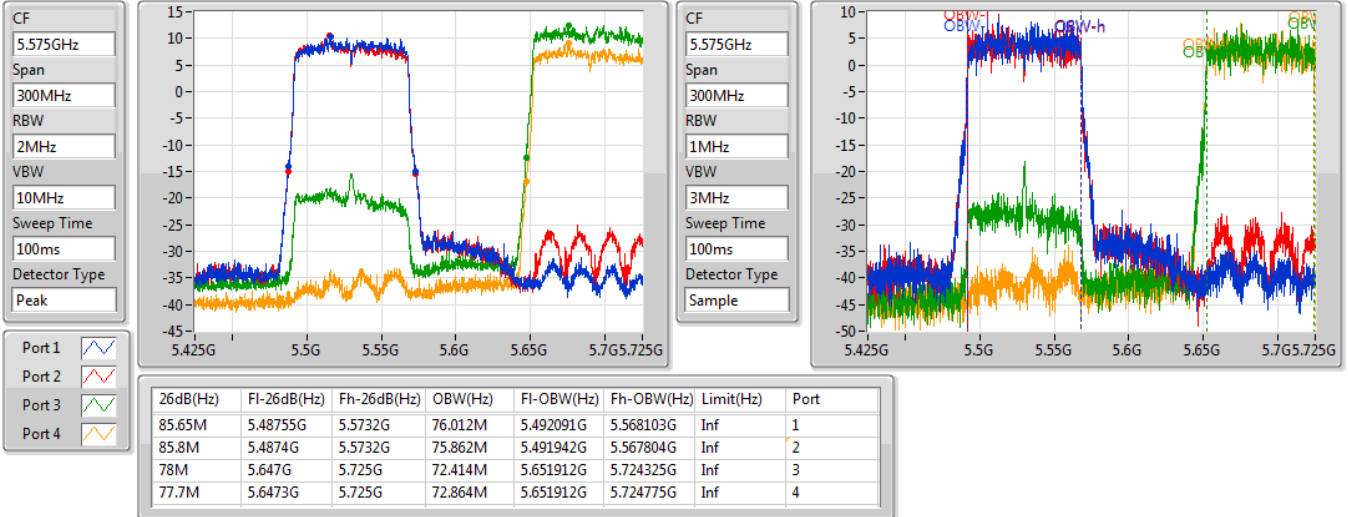 CF
5.575GHz
Span
300MHz
RBW
2MHz
VBW
10MHz
Sweep Time
100ms
Detector Type
Peak
15
10
5
0
-5
-10
-15
-20
-25
-30
-35
-40
-45
5.425G 5.5G 5.55G 5.6G 5.65G 5.7G 5.725G
CF
5.575GHz
Span
300MHz
RBW
1MHz
VBW
3MHz
Sweep Time
100ms
Detector Type
Sample
10
5
0
-5
-10
-15
-20
-25
-30
-35
-40
-45
-50
OBW-h
5.425G 5.5G 5.55G 5.6G 5.65G 5.7G 5.725G
Port 1
Port 2
Port 3
Port 4
26dB(Hz) Fl-26dB(Hz) Fh-26dB(Hz) OBW(Hz) Fl-OBW(Hz) Fh-OBW(Hz) Limit(Hz) Port
85.65M 5.48755G 5.5732G 76.012M 5.492091G 5.568103G Inf 1
85.8M 5.4874G 5.5732G 75.862M 5.491942G 5.567804G Inf 2
78M 5.647G 5.725G 72.414M 5.651912G 5.724325G Inf 3
77.7M 5.6473G 5.725G 72.864M 5.651912G 5.724775G Inf 4